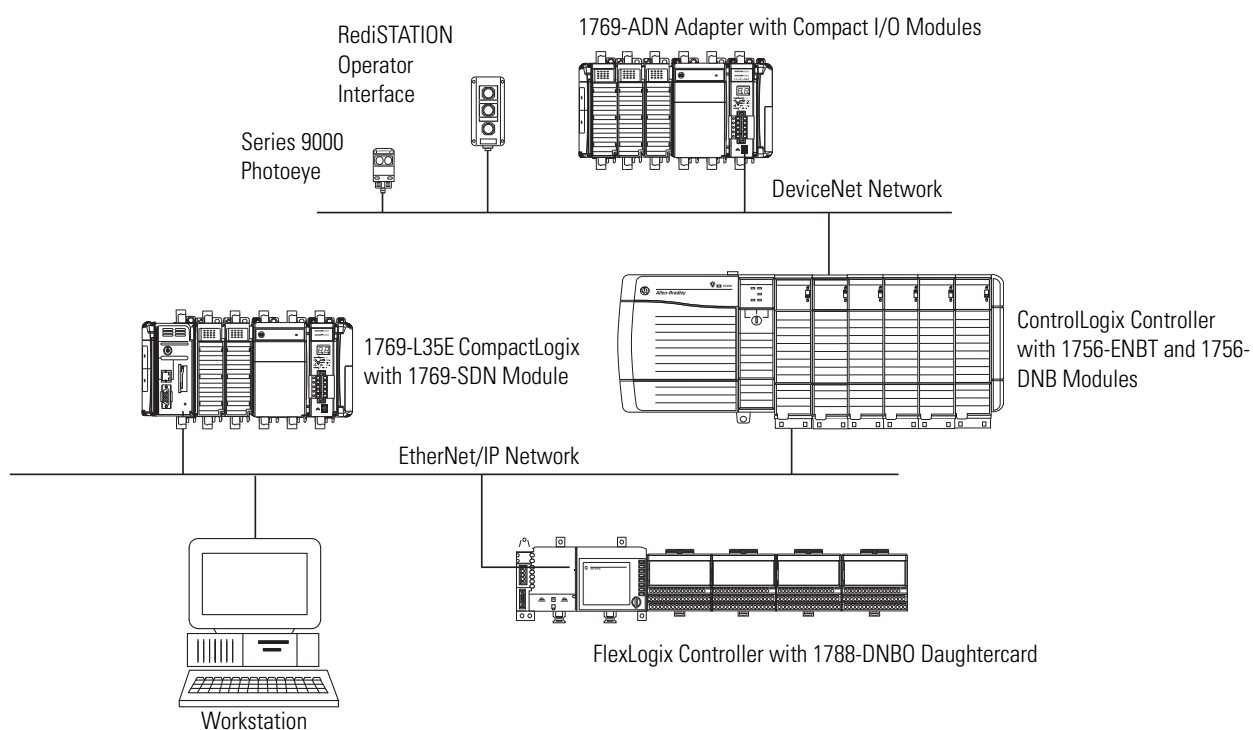 1769-ADN Adapter with Compact I/O Modules
RediSTATION
Operator
Interface
Series 9000
Photoeye
DeviceNet Network
Allen-Bradley
ControlLogix Controller
with 1756-ENBT and 1756-
DNB Modules
1769-L35E CompactLogix
with 1769-SDN Module
EtherNet/IP Network
FlexLogix Controller with 1788-DNBO Daughtercard
Workstation